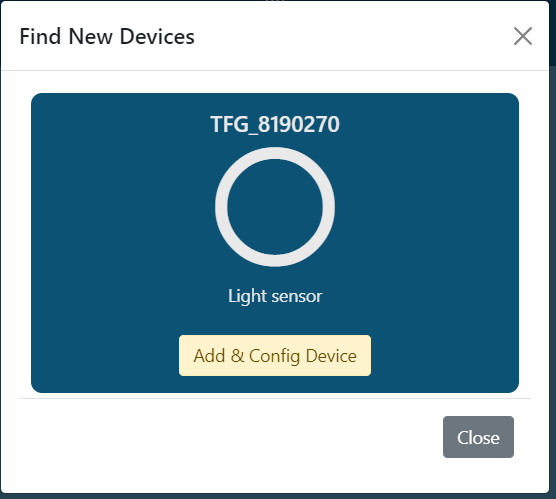 Find New Devices
TFG_8190270
Light sensor
Add & Config Device
Close